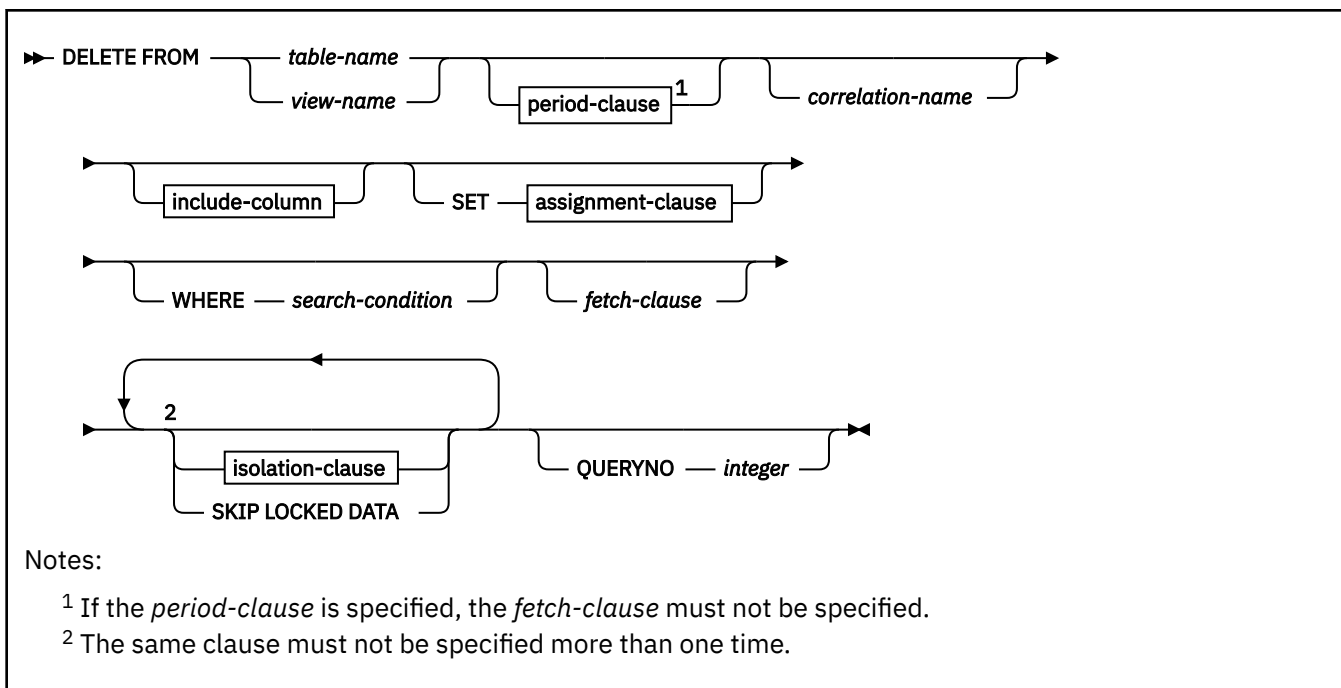 DELETE FROM table-name
view-name period-clause 1 correlation-name
include-column SET assignment-clause
WHERE search-condition fetch-clause
2
isolation-clause QUERYNO integer
SKIP LOCKED DATA
Notes:
1 If the period-clause is specified, the fetch-clause must not be specified.
2 The same clause must not be specified more than one time.